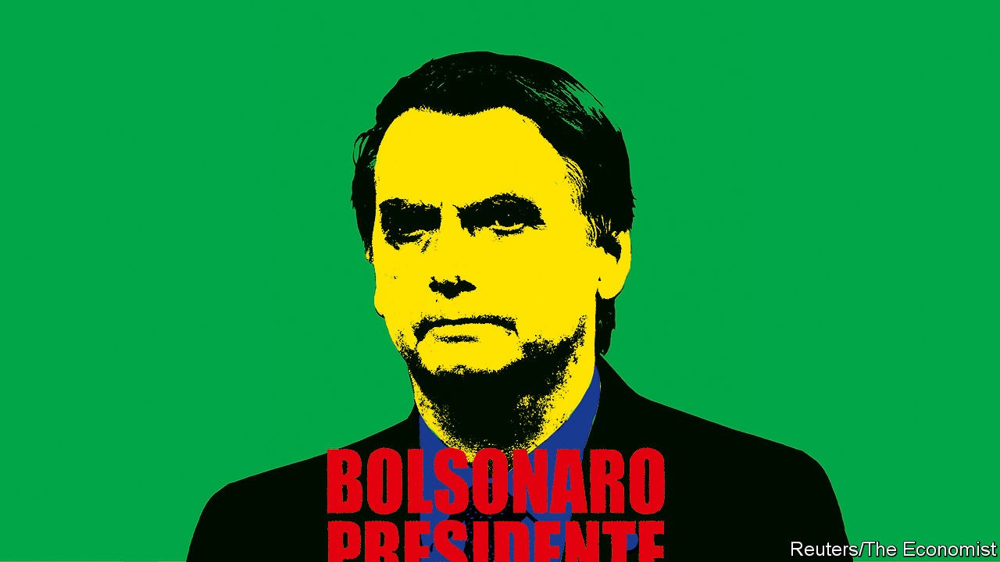 BOLSONARO
PRESIDENTE
Reuters/The Economist